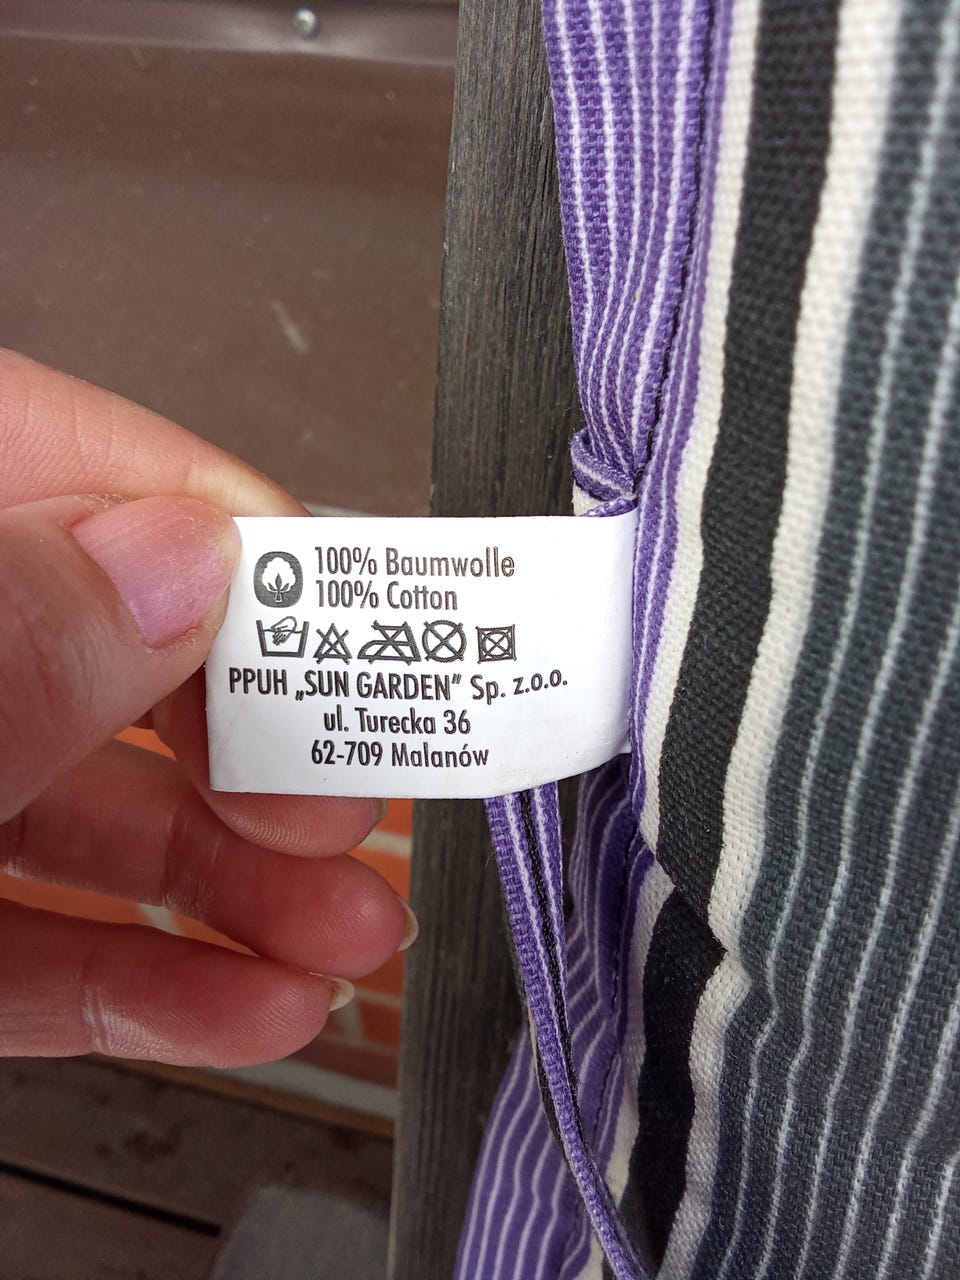 100% Baumwolle
100% Cotton
PPUH „SUN GARDEN” Sp. z.o.o.
ul. Turecka 36
62-709 Malanów